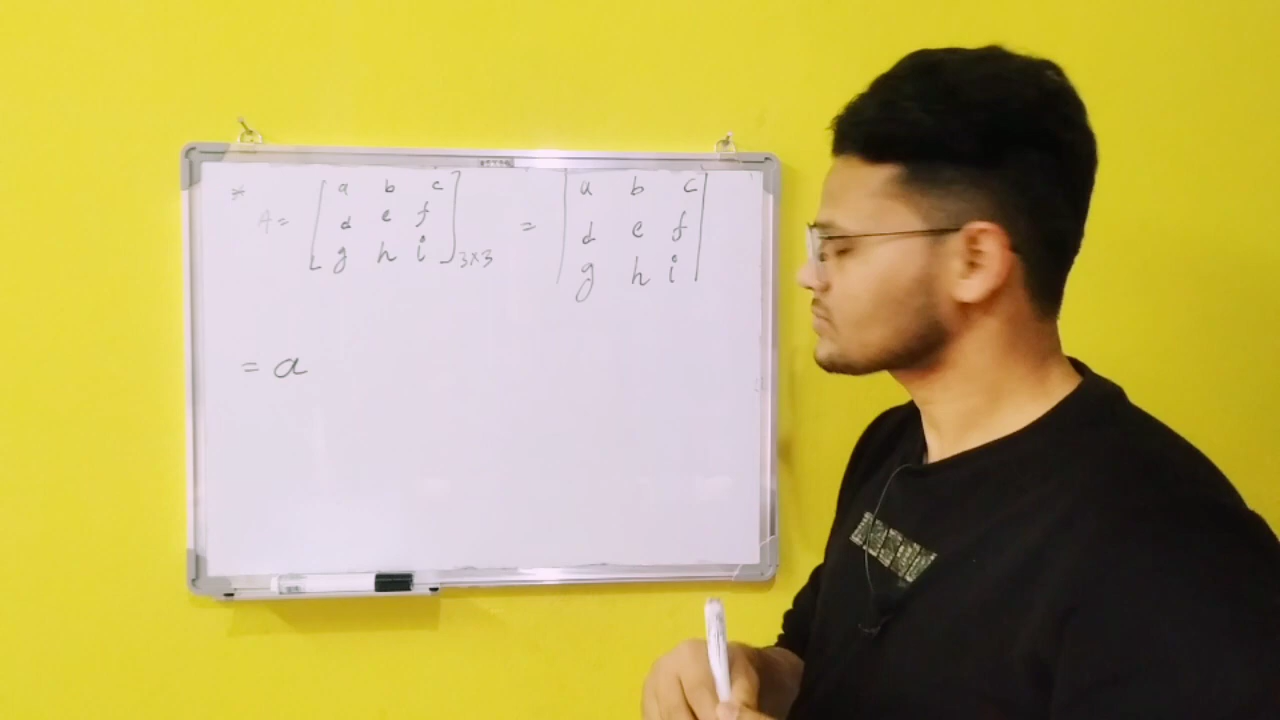 *
A = [ a b c = | a b c |
d e f d e f
g h i ]3×3 g h i
= a